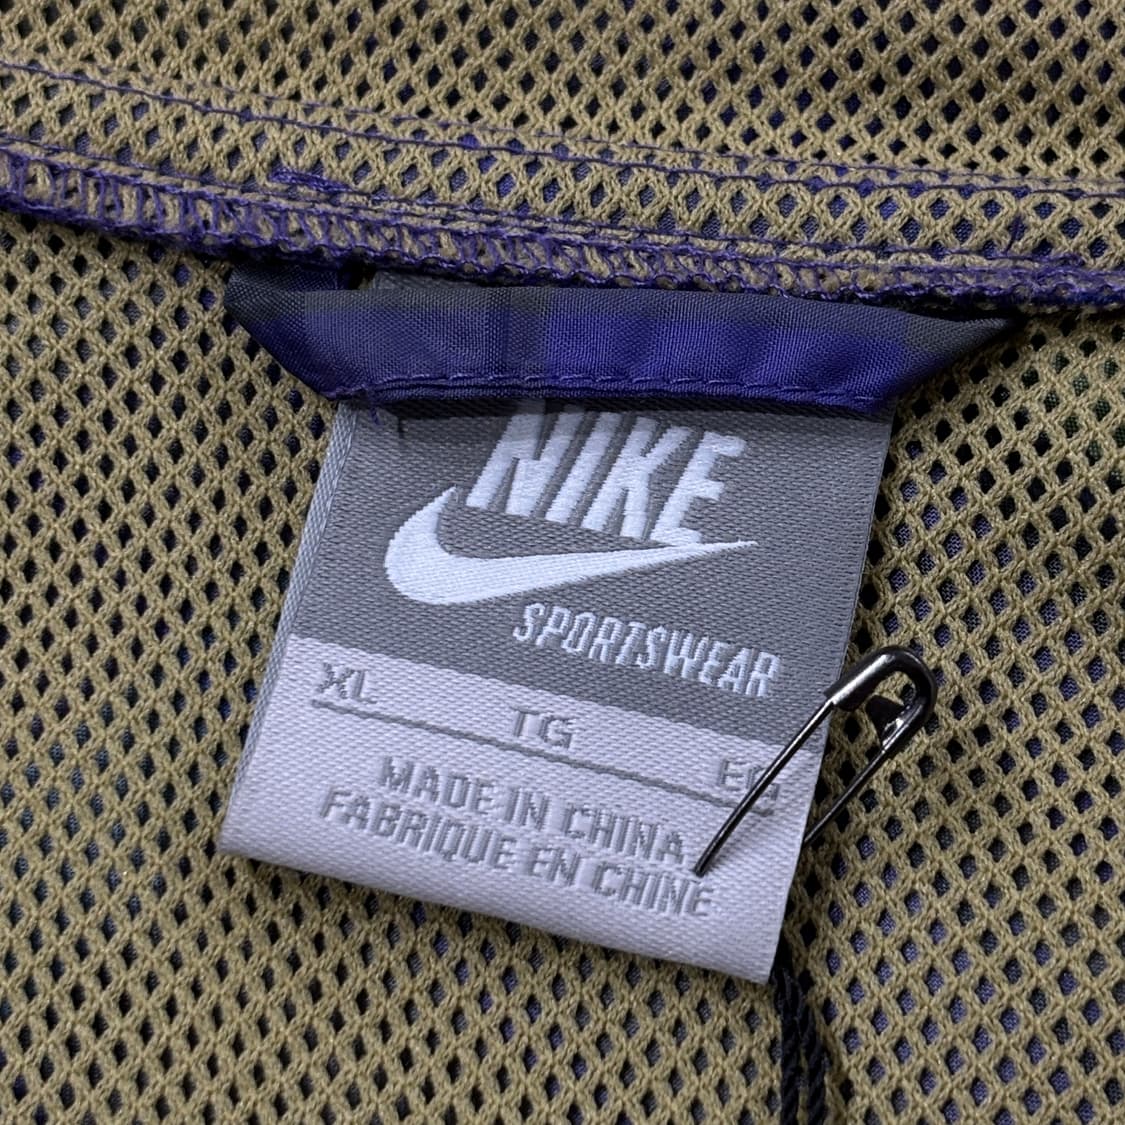 NIKE
SPORTSWEAR
XL TG
MADE IN CHINA
FABRIQUE EN CHINE